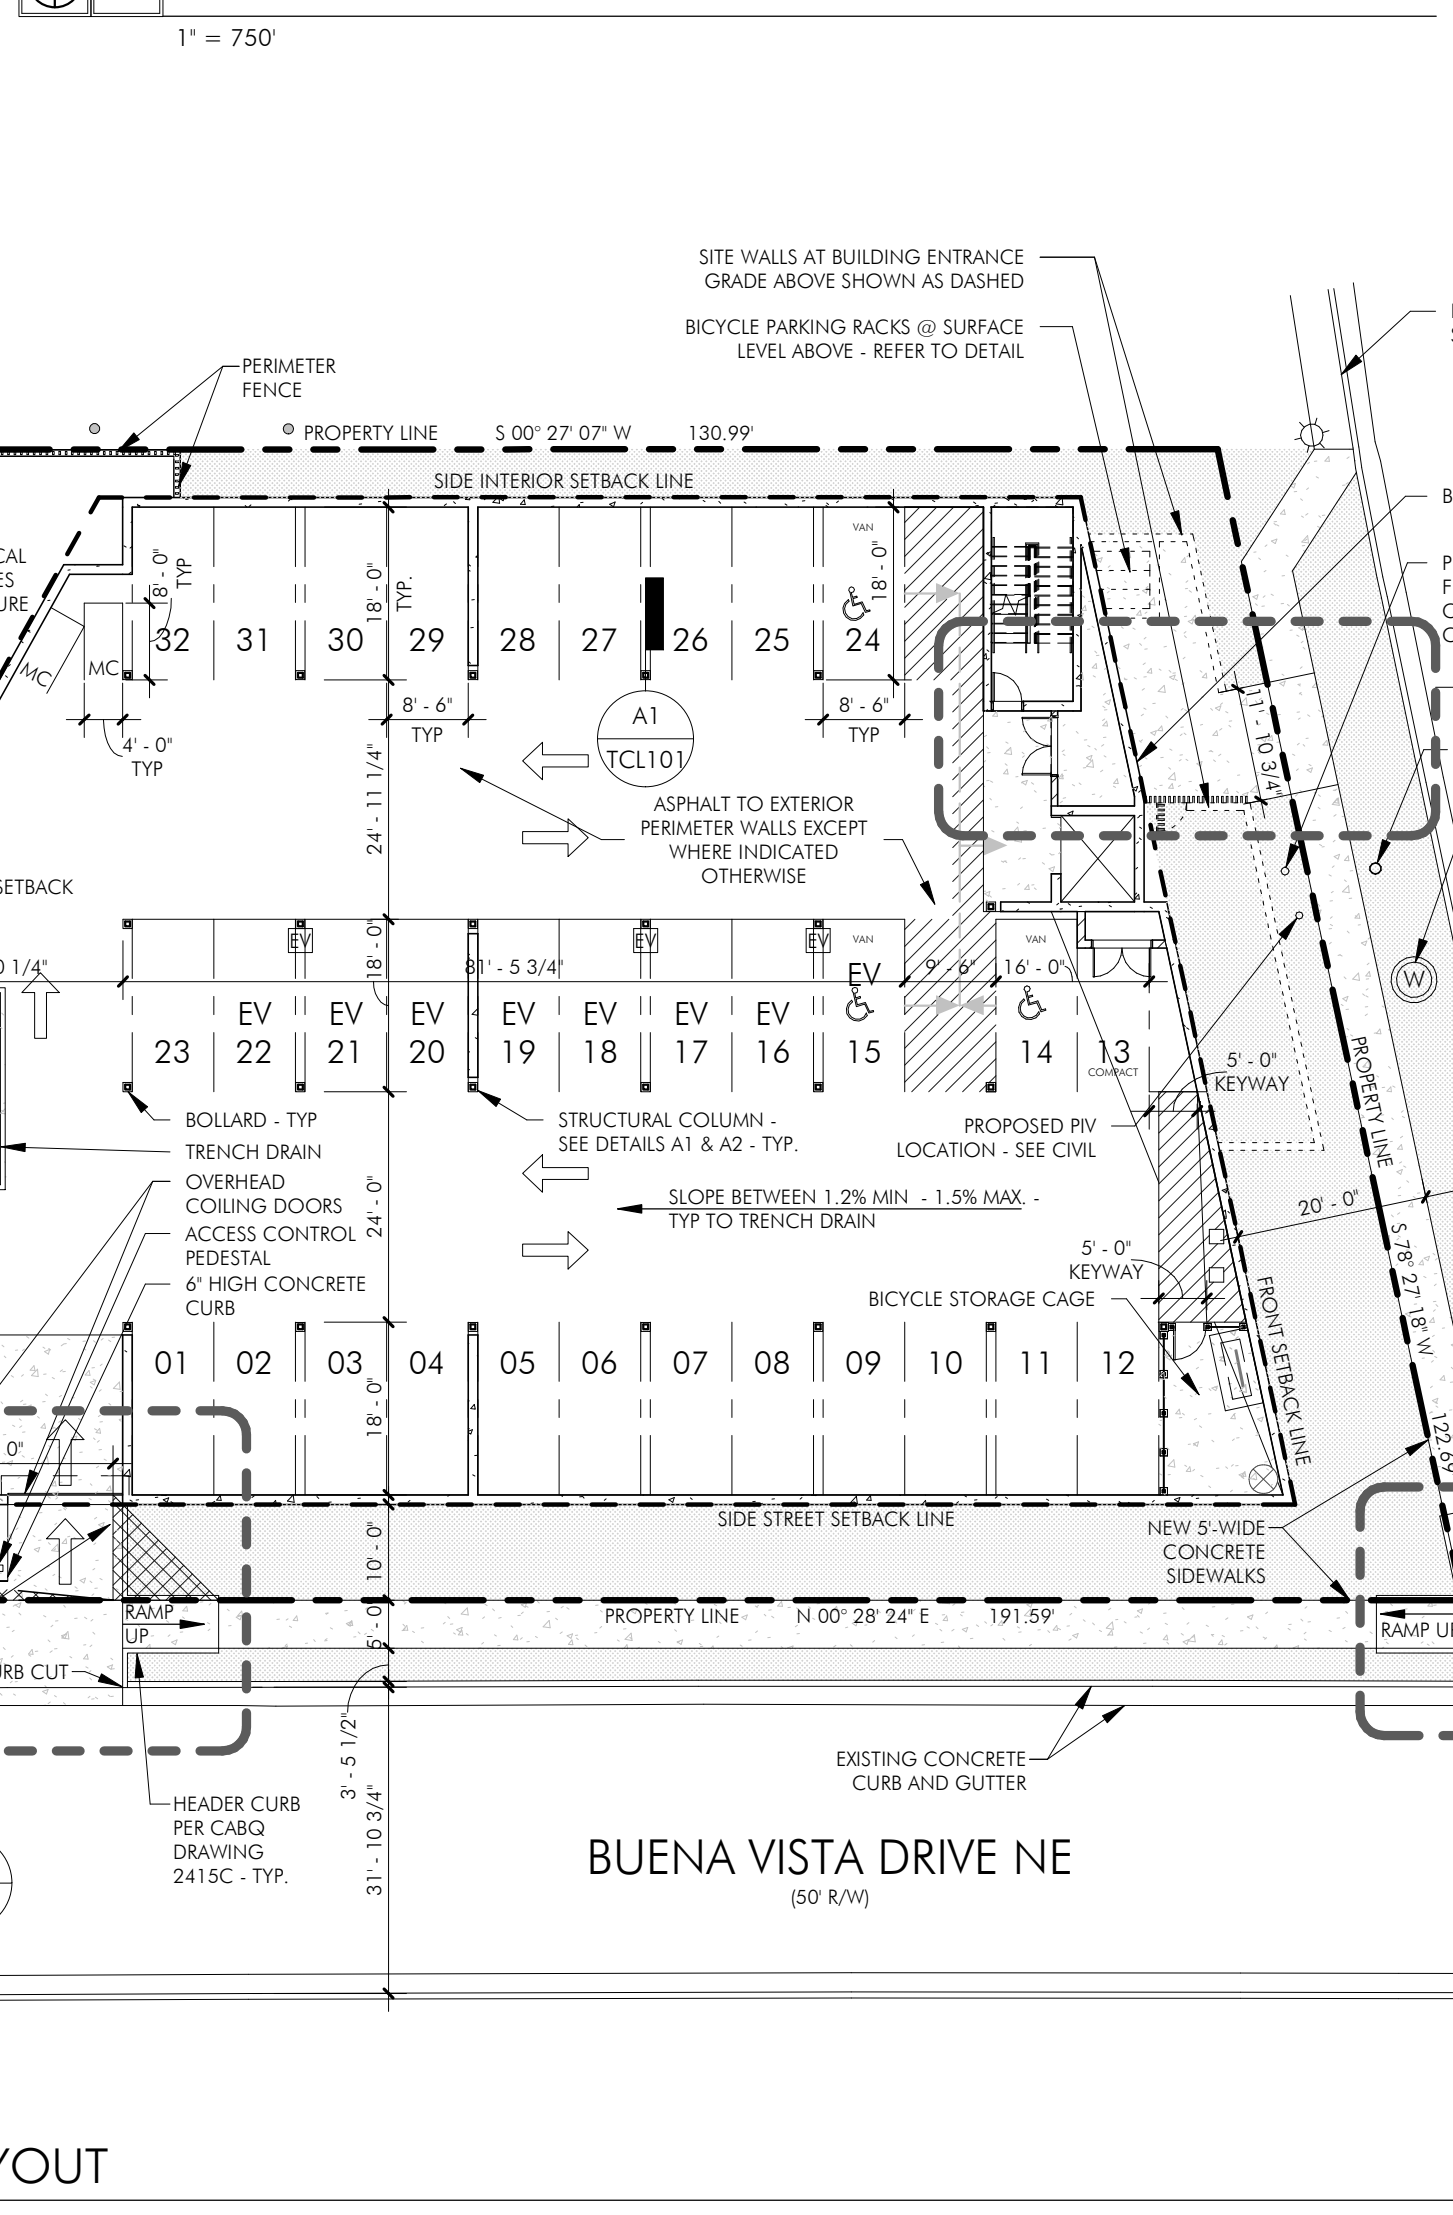 1" = 750'
SITE WALLS AT BUILDING ENTRANCE
GRADE ABOVE SHOWN AS DASHED
BICYCLE PARKING RACKS @ SURFACE
LEVEL ABOVE - REFER TO DETAIL
PERIMETER
FENCE
PROPERTY LINE S 00° 27' 07" W 130.99'
SIDE INTERIOR SETBACK LINE
VAN
18' - 0"
18' - 0"
TYP.
8' - 0"
TYP
32 31 30 29 28 27 26 25 24
MC
MC
8' - 6"
TYP
8' - 6"
TYP
4' - 0"
TYP
A1
TCL101
11' - 10 3/4"
24' - 11 1/4"
ASPHALT TO EXTERIOR
PERIMETER WALLS EXCEPT
WHERE INDICATED
OTHERWISE
SETBACK
EV EV EV VAN VAN
18' - 0"
81' - 5 3/4" EV 9' - 6" 16' - 0"
W
EV EV EV EV EV EV EV
23 22 21 20 19 18 17 16 15 14 13
COMPACT
5' - 0"
KEYWAY
PROPERTY LINE
BOLLARD - TYP
STRUCTURAL COLUMN -
SEE DETAILS A1 & A2 - TYP.
PROPOSED PIV
LOCATION - SEE CIVIL
TRENCH DRAIN
OVERHEAD
COILING DOORS
ACCESS CONTROL
PEDESTAL
6" HIGH CONCRETE
CURB
24' - 0"
SLOPE BETWEEN 1.2% MIN - 1.5% MAX. -
TYP TO TRENCH DRAIN
20' - 0"
S 78° 27' 18" W
5' - 0"
KEYWAY
BICYCLE STORAGE CAGE
FRONT SETBACK LINE
01 02 03 04 05 06 07 08 09 10 11 12
18' - 0"
SIDE STREET SETBACK LINE
NEW 5'-WIDE
CONCRETE
SIDEWALKS
10' - 0"
RAMP
UP
5' - 0"
PROPERTY LINE N 00° 28' 24" E 191.59'
RAMP UP
3' - 5 1/2"
EXISTING CONCRETE
CURB AND GUTTER
HEADER CURB
PER CABQ
DRAWING
2415C - TYP.
31' - 10 3/4"
BUENA VISTA DRIVE NE
(50' R/W)